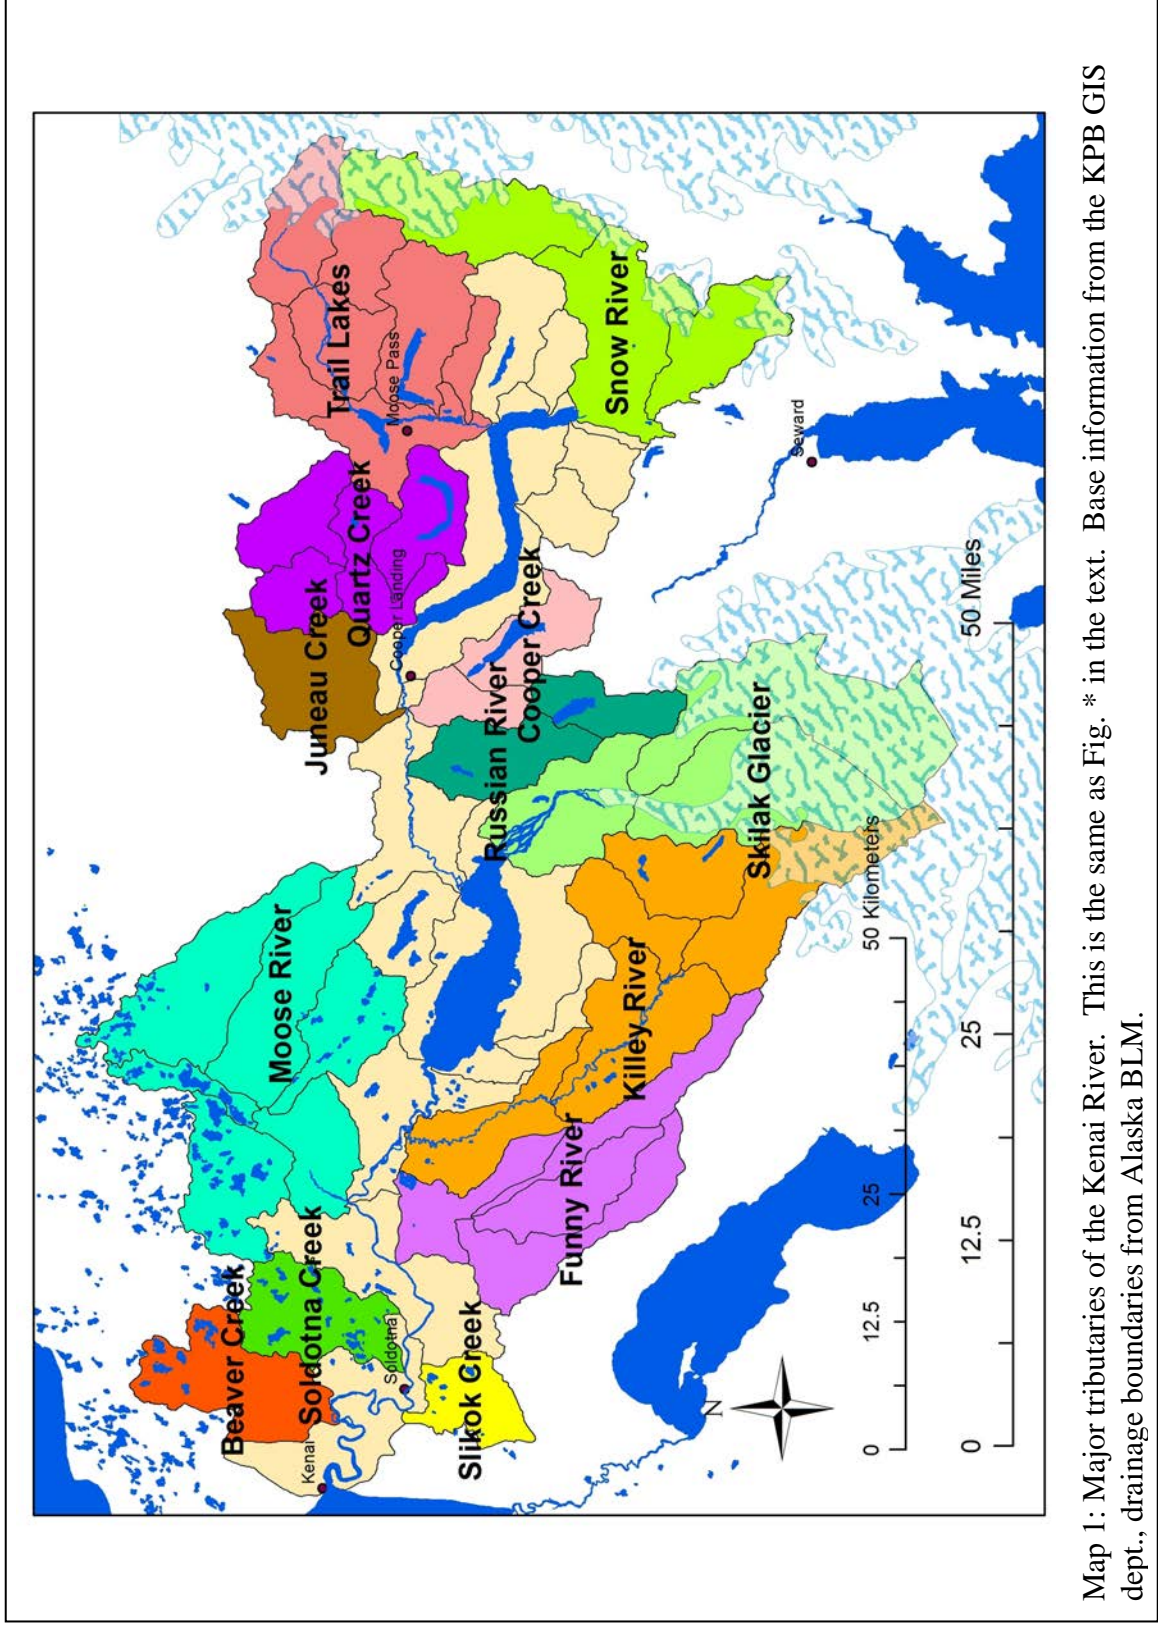 Trail Lakes
Moose Pass
Snow River
Seward
Quartz Creek
Juneau Creek
Cooper Landing
Cooper Creek
Russian River
Skilak Glacier
Moose River
Killey River
Funny River
Beaver Creek
Soldotna Creek
Soldotna
Slikok Creek
Kenai
N
0 12.5 25 50 Kilometers
0 12.5 25 50 Miles
Map 1: Major tributaries of the Kenai River. This is the same as Fig. * in the text. Base information from the KPB GIS
dept., drainage boundaries from Alaska BLM.